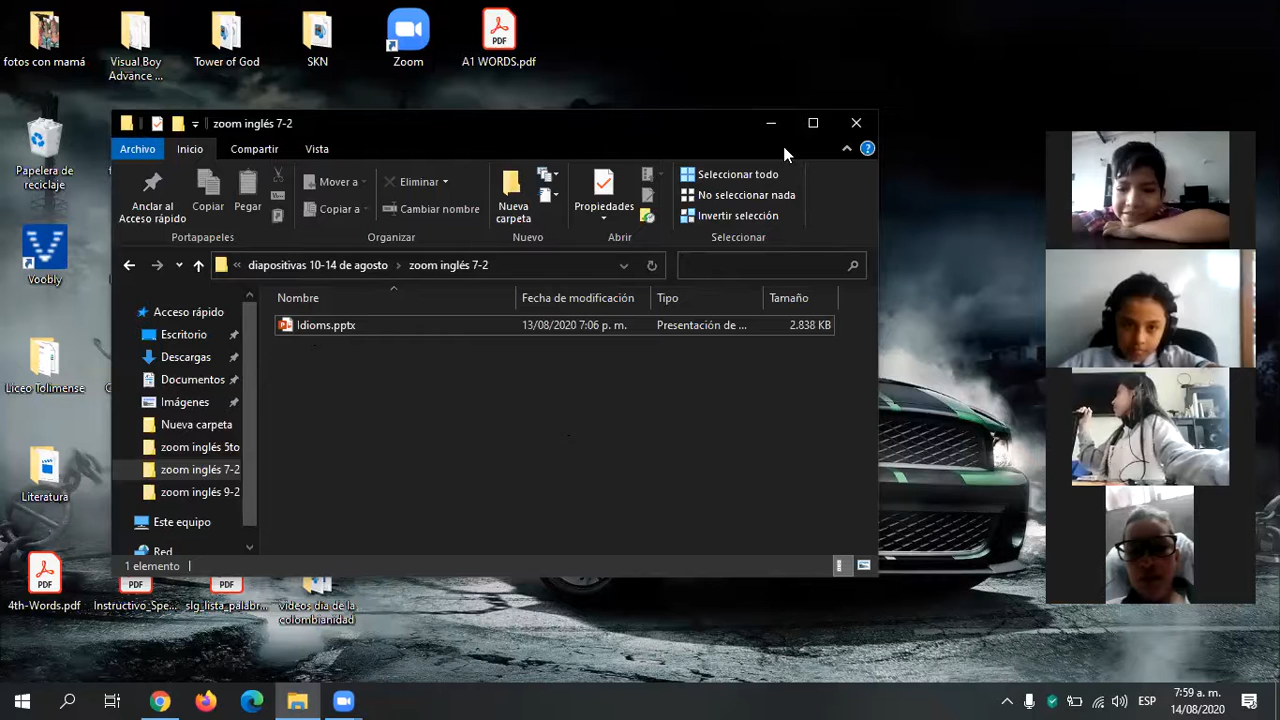 fotos con mamá
Visual Boy
Advance ...
Tower of God
SKN
Zoom
A1 WORDS.pdf
PDF
zoom inglés 7-2
Archivo
Inicio
Compartir
Vista
Papelera de
reciclaje
Anclar al
Acceso rápido
Copiar
Pegar
Mover a
Copiar a
Eliminar
Cambiar nombre
Nueva
carpeta
Propiedades
Seleccionar todo
No seleccionar nada
Invertir selección
Portapapeles
Organizar
Nuevo
Abrir
Seleccionar
diapositivas 10-14 de agosto
zoom inglés 7-2
Voobly
Nombre
Fecha de modificación
Tipo
Tamaño
Idioms.pptx
13/08/2020 7:06 p. m.
Presentación de ...
2.838 KB
Acceso rápido
Escritorio
Descargas
Documentos
Imágenes
Nueva carpeta
zoom inglés 5to
zoom inglés 7-2
zoom inglés 9-2
Este equipo
Red
Liceo Tolimense
Literatura
1 elemento
PDF
PDF
PDF
4th-Words.pdf
Instructivo_Spe...
slg_lista_palabr...
videos dia de la
colombianidad
ESP
7:59 a. m.
14/08/2020